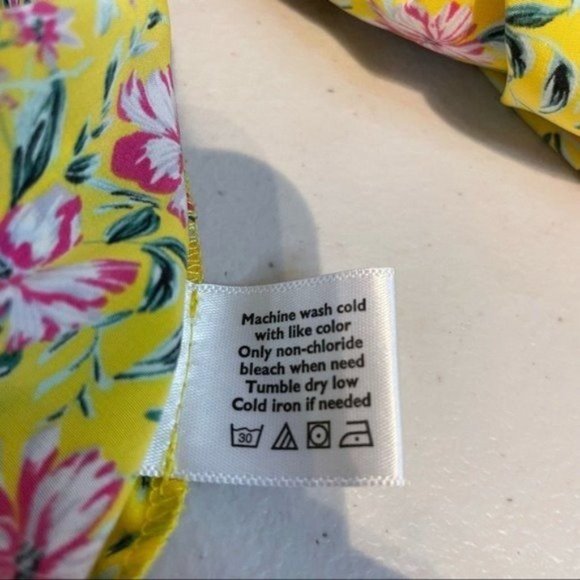 Machine wash cold
with like color
Only non-chloride
bleach when need
Tumble dry low
Cold iron if needed
30